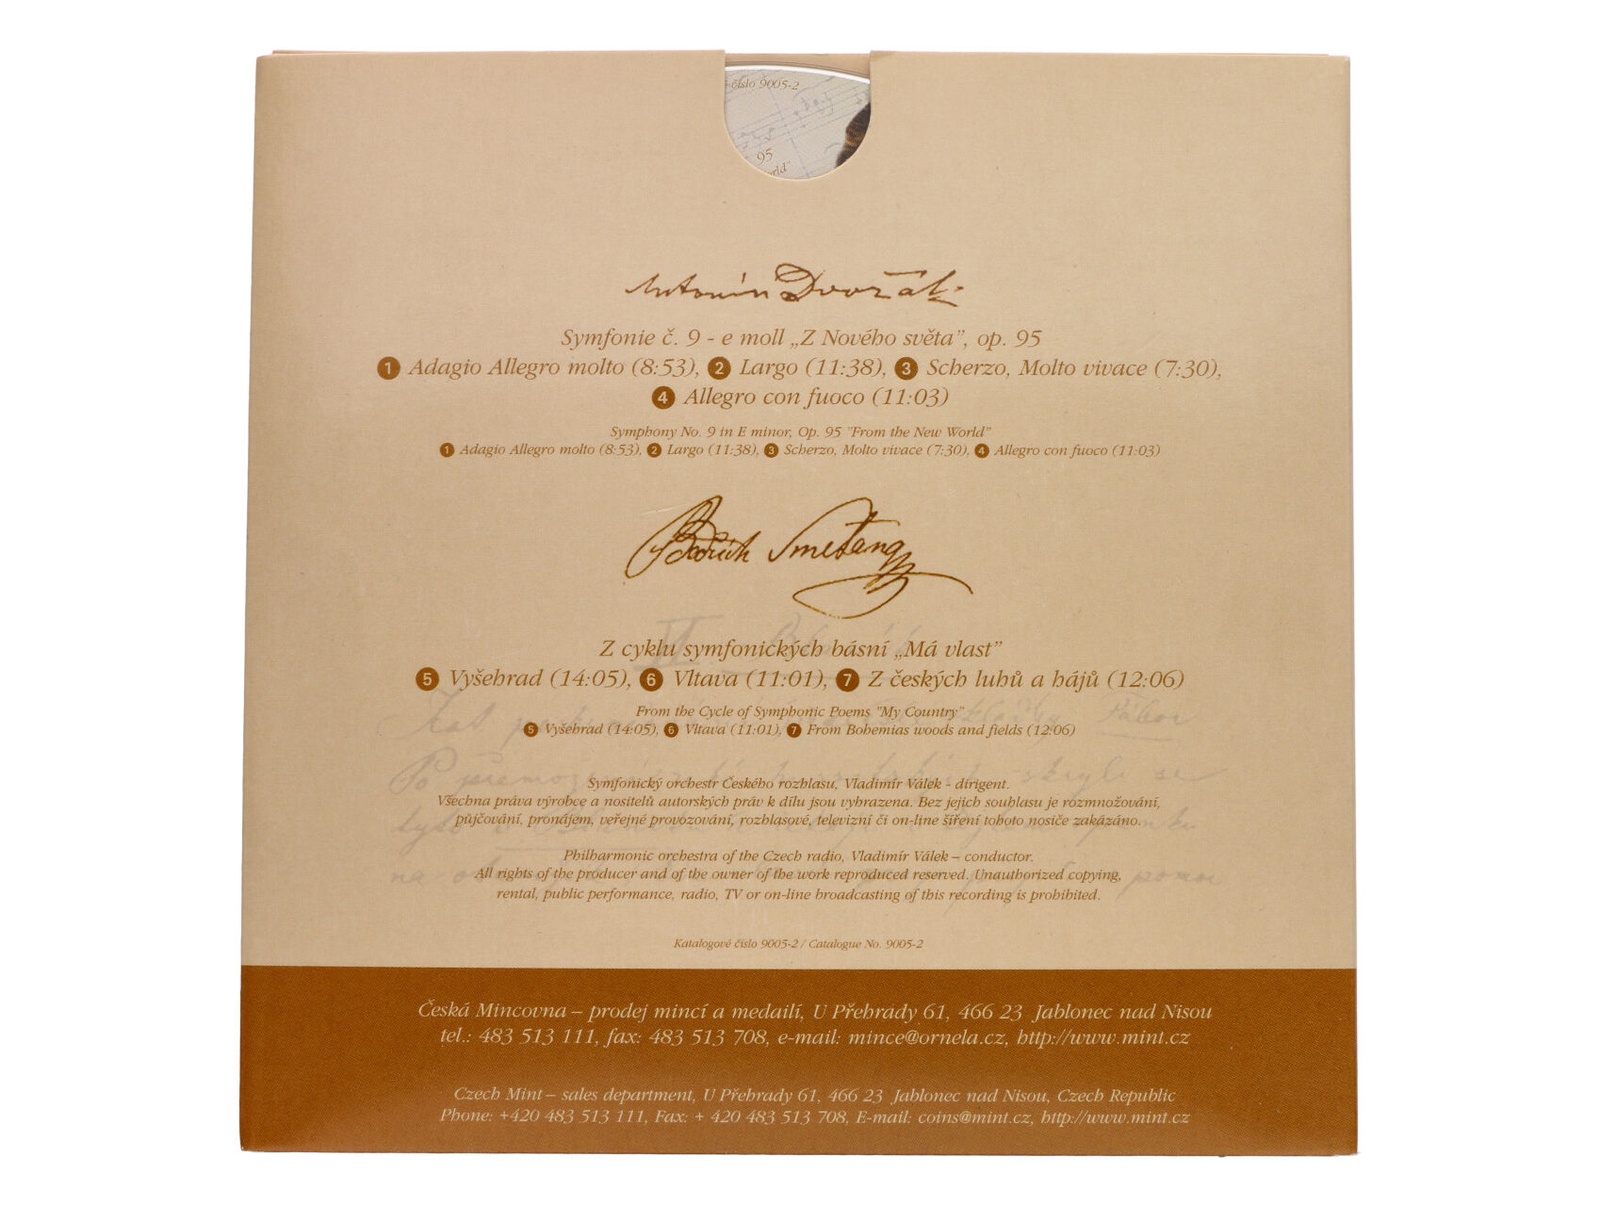 číslo 9005-2
95
Antonín Dvořák
Symfonie č. 9 - e moll „Z Nového světa”, op. 95
1 Adagio Allegro molto (8:53), 2 Largo (11:38), 3 Scherzo, Molto vivace (7:30),
4 Allegro con fuoco (11:03)
Symphony No. 9 in E minor, Op. 95 "From the New World"
1 Adagio Allegro molto (8:53), 2 Largo (11:38), 3 Scherzo, Molto vivace (7:30), 4 Allegro con fuoco (11:03)
Bedřich Smetana
Z cyklu symfonických básní „Má vlast”
5 Vyšehrad (14:05), 6 Vltava (11:01), 7 Z českých luhů a hájů (12:06)
From the Cycle of Symphonic Poems "My Country"
5 Vyšehrad (14:05), 6 Vltava (11:01), 7 From Bohemias woods and fields (12:06)
Symfonický orchestr Českého rozhlasu, Vladimír Válek - dirigent.
Všechna práva výrobce a nositelů autorských práv k dílu jsou vyhrazena. Bez jejich souhlasu je rozmnožování,
půjčování, pronájem, veřejné provozování, rozhlasové, televizní či on-line šíření tohoto nosiče zakázáno.
Philharmonic orchestra of the Czech radio, Vladimír Válek – conductor.
All rights of the producer and of the owner of the work reproduced reserved. Unauthorized copying,
rental, public performance, radio, TV or on-line broadcasting of this recording is prohibited.
Katalogové číslo 9005-2 / Catalogue No. 9005-2
Česká Mincovna – prodej mincí a medailí, U Přehrady 61, 466 23 Jablonec nad Nisou
tel.: 483 513 111, fax: 483 513 708, e-mail: mince@ornela.cz, http://www.mint.cz
Czech Mint – sales department, U Přehrady 61, 466 23 Jablonec nad Nisou, Czech Republic
Phone: +420 483 513 111, Fax: + 420 483 513 708, E-mail: coins@mint.cz, http://www.mint.cz